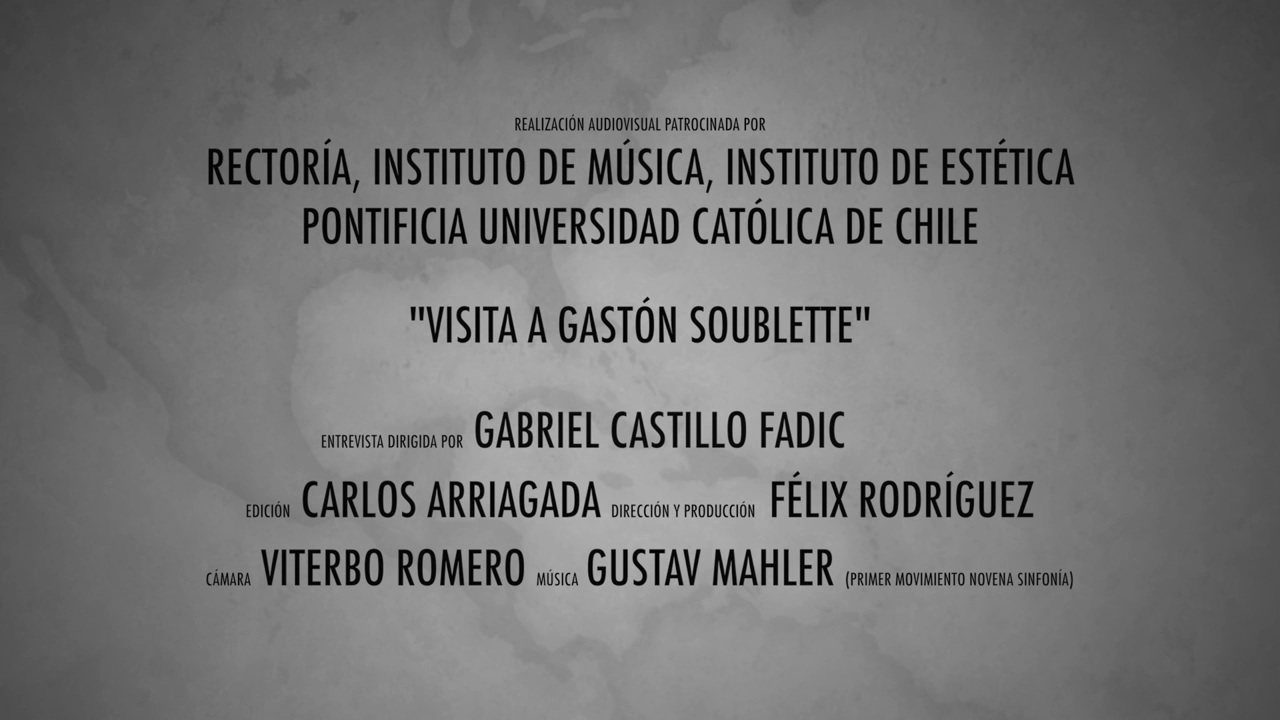 REALIZACIÓN AUDIOVISUAL PATROCINADA POR
RECTORÍA, INSTITUTO DE MÚSICA, INSTITUTO DE ESTÉTICA
PONTIFICIA UNIVERSIDAD CATÓLICA DE CHILE
"VISITA A GASTÓN SOUBLETTE"
ENTREVISTA DIRIGIDA POR GABRIEL CASTILLO FADIC
EDICIÓN CARLOS ARRIAGADA DIRECCIÓN Y PRODUCCIÓN FÉLIX RODRÍGUEZ
CÁMARA VITERBO ROMERO MÚSICA GUSTAV MAHLER (PRIMER MOVIMIENTO NOVENA SINFONÍA)